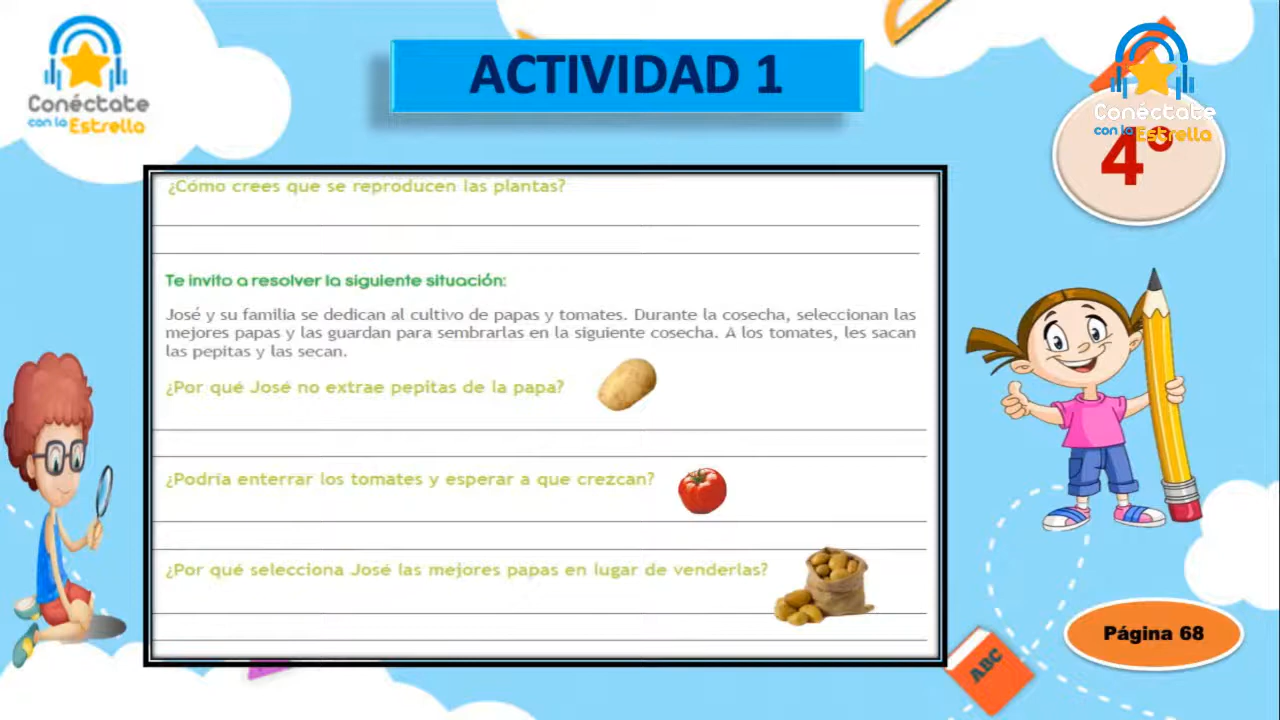 Conéctate
con la Estrella
ACTIVIDAD 1
Conéctate
con la Estrella
4°
¿Cómo crees que se reproducen las plantas?
Te invito a resolver la siguiente situación:
José y su familia se dedican al cultivo de papas y tomates. Durante la cosecha, seleccionan las
mejores papas y las guardan para sembrarlas en la siguiente cosecha. A los tomates, les sacan
las pepitas y las secan.
¿Por qué José no extrae pepitas de la papa?
¿Podría enterrar los tomates y esperar a que crezcan?
¿Por qué selecciona José las mejores papas en lugar de venderlas?
Página 68
ABC